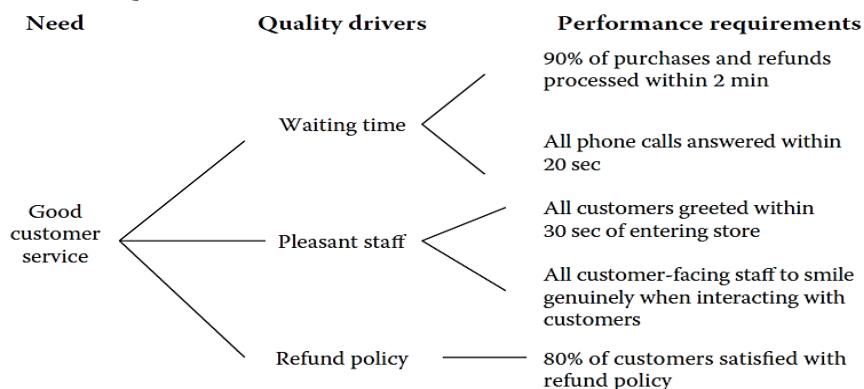 Need Quality drivers Performance requirements
90% of purchases and refunds
processed within 2 min
Waiting time
All phone calls answered within
20 sec
Good
customer
service
All customers greeted within
30 sec of entering store
Pleasant staff
All customer-facing staff to smile
genuinely when interacting with
customers
Refund policy
80% of customers satisfied with
refund policy